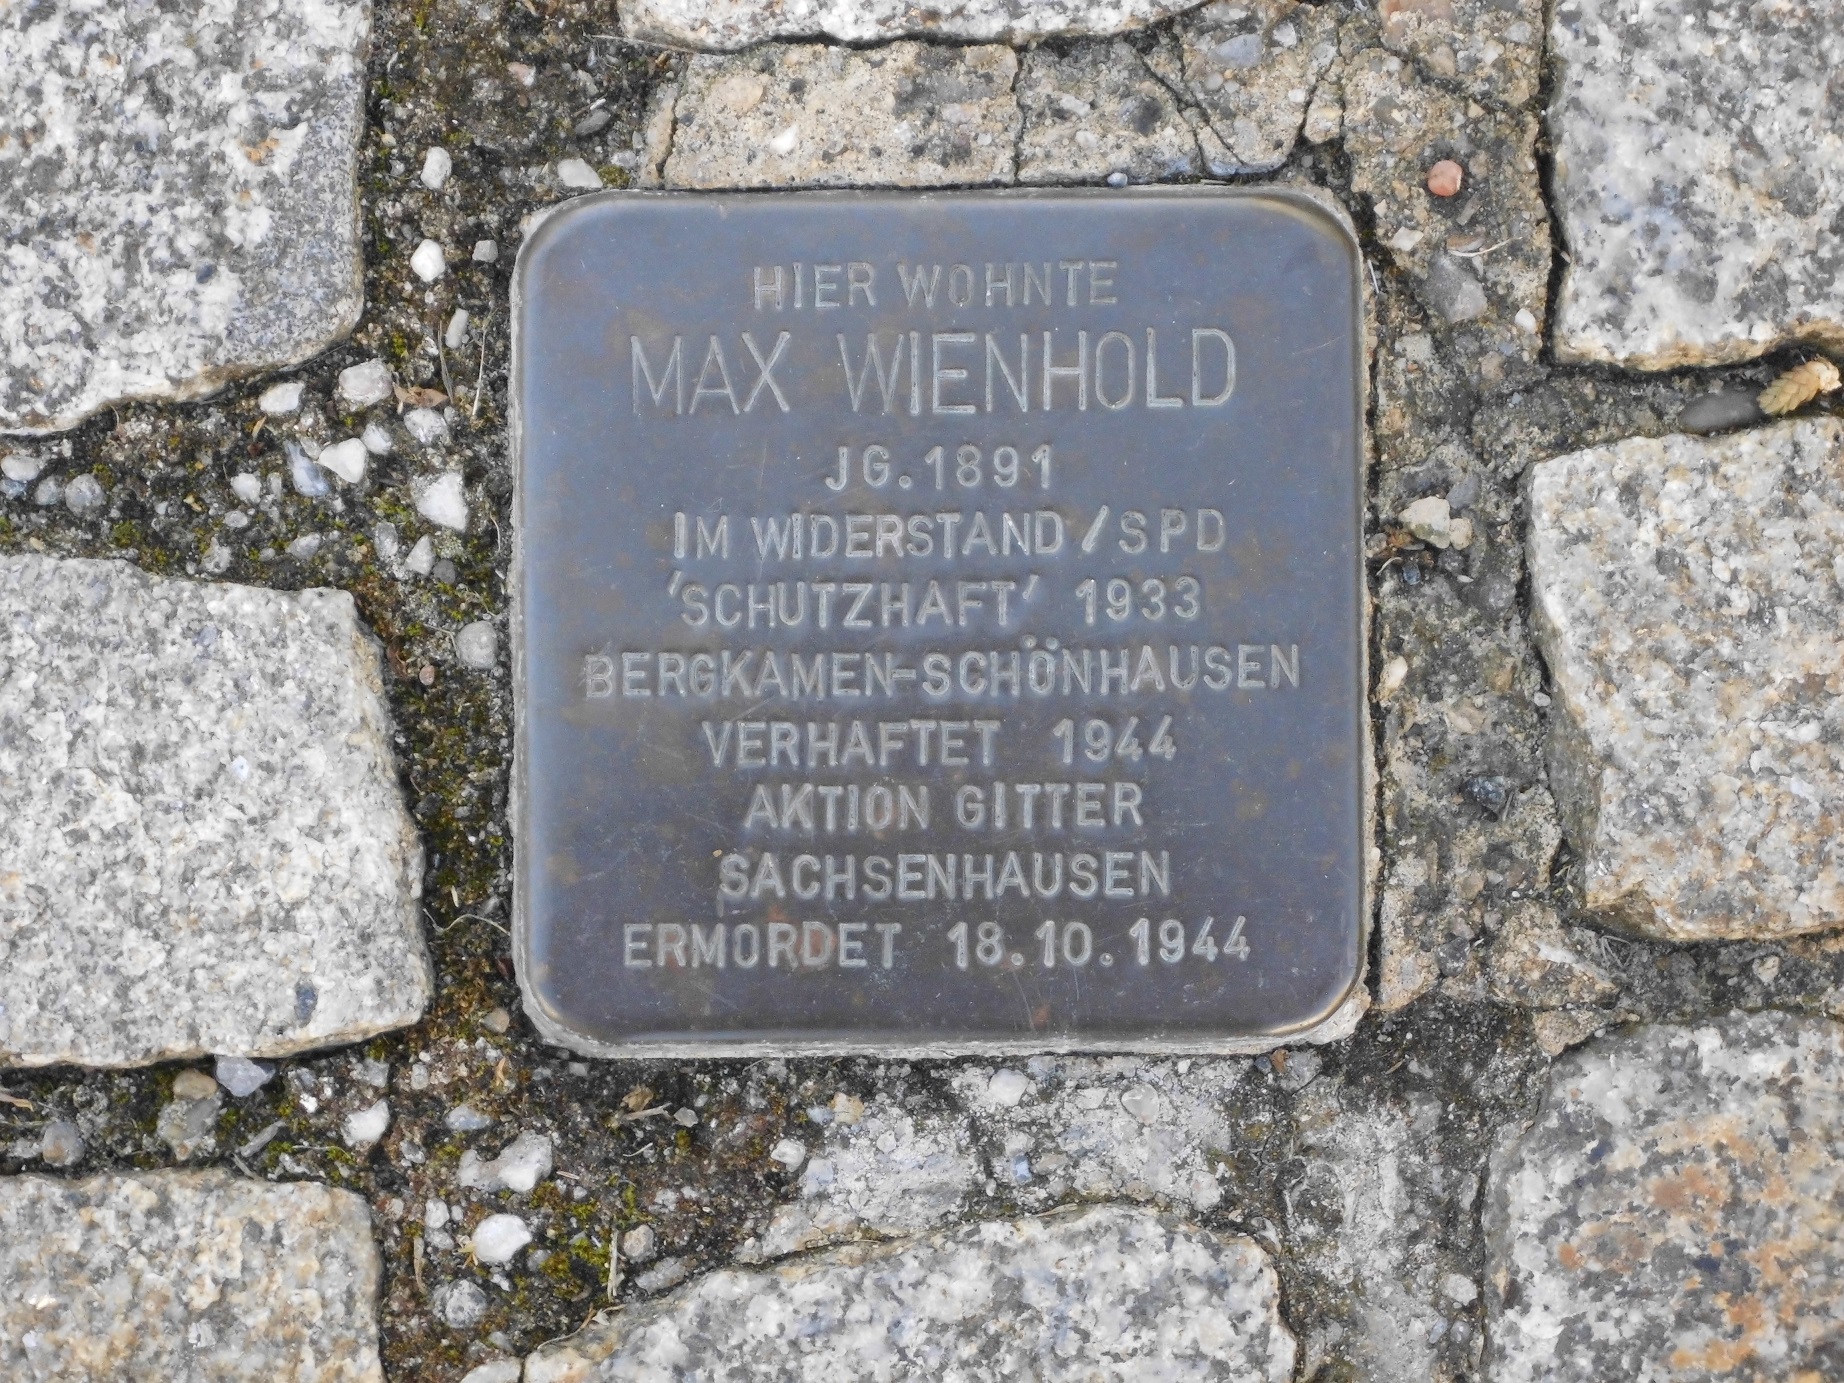 HIER WOHNTE
MAX WIENHOLD
JG. 1891
IM WIDERSTAND / SPD
'SCHUTZHAFT' 1933
BERGKAMEN-SCHÖNHAUSEN
VERHAFTET 1944
AKTION GITTER
SACHSENHAUSEN
ERMORDET 18.10.1944